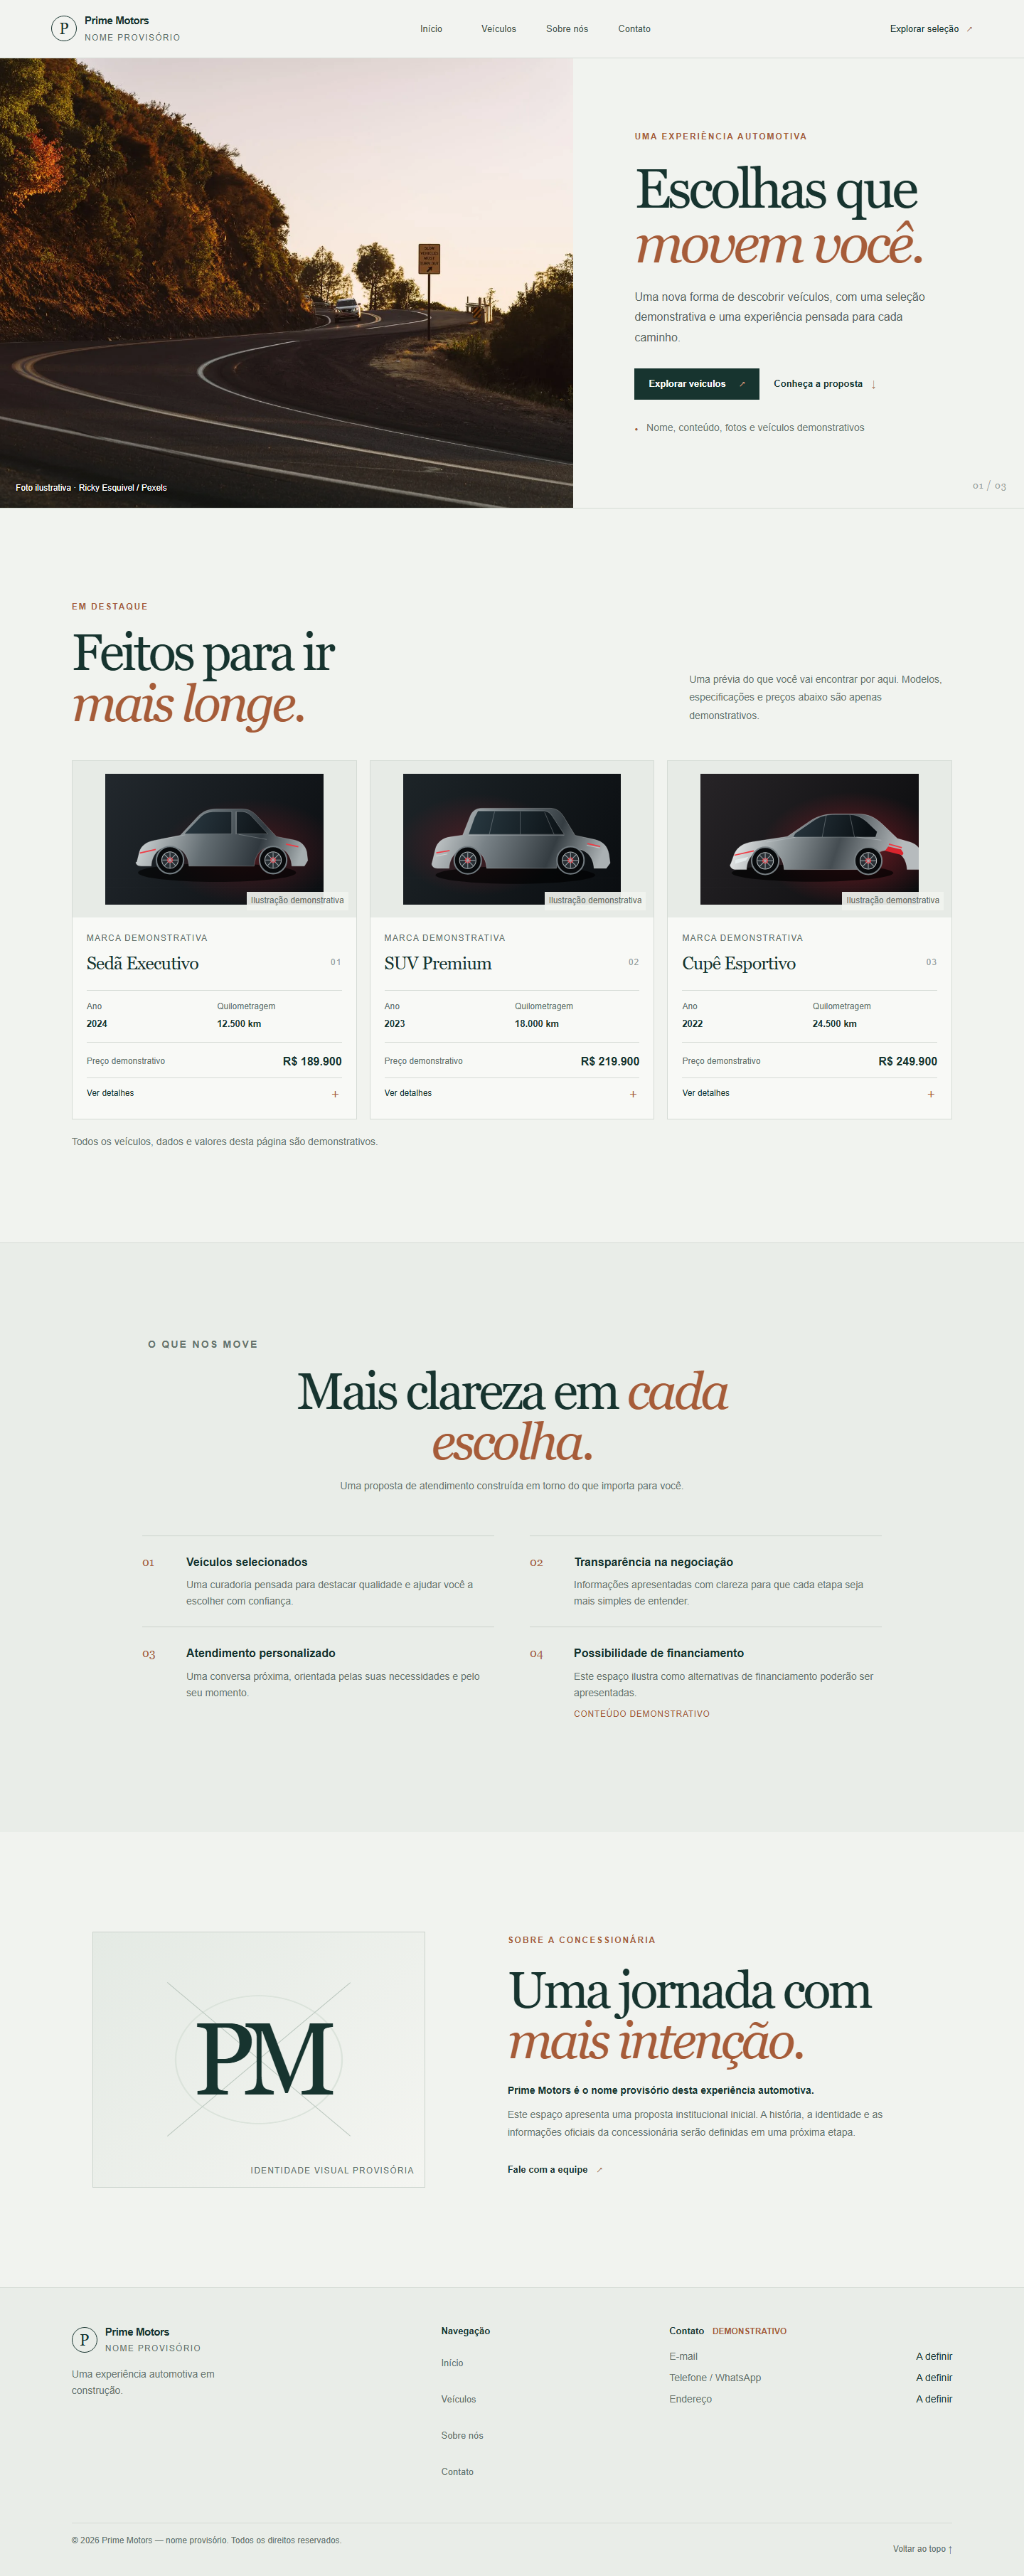 P
Prime Motors
NOME PROVISÓRIO
Início
Veículos
Sobre nós
Contato
Explorar seleção ↗
UMA EXPERIÊNCIA AUTOMOTIVA
Escolhas que
movem você.
Uma nova forma de descobrir veículos, com uma seleção
demonstrativa e uma experiência pensada para cada
caminho.
Explorar veículos ↗
Conheça a proposta ↓
Nome, conteúdo, fotos e veículos demonstrativos
Foto ilustrativa · Ricky Esquivel / Pexels
01 / 03
EM DESTAQUE
Feitos para ir
mais longe.
Uma prévia do que você vai encontrar por aqui. Modelos,
especificações e preços abaixo são apenas
demonstrativos.
Ilustração demonstrativa
MARCA DEMONSTRATIVA
Sedã Executivo
01
Ano
Quilometragem
2024
12.500 km
Preço demonstrativo
R$ 189.900
Ver detalhes +
Ilustração demonstrativa
MARCA DEMONSTRATIVA
SUV Premium
02
Ano
Quilometragem
2023
18.000 km
Preço demonstrativo
R$ 219.900
Ver detalhes +
Ilustração demonstrativa
MARCA DEMONSTRATIVA
Cupê Esportivo
03
Ano
Quilometragem
2022
24.500 km
Preço demonstrativo
R$ 249.900
Ver detalhes +
Todos os veículos, dados e valores desta página são demonstrativos.
O QUE NOS MOVE
Mais clareza em cada
escolha.
Uma proposta de atendimento construída em torno do que importa para você.
01
Veículos selecionados
Uma curadoria pensada para destacar qualidade e ajudar você a
escolher com confiança.
02
Transparência na negociação
Informações apresentadas com clareza para que cada etapa seja
mais simples de entender.
03
Atendimento personalizado
Uma conversa próxima, orientada pelas suas necessidades e pelo
seu momento.
04
Possibilidade de financiamento
Este espaço ilustra como alternativas de financiamento poderão ser
apresentadas.
CONTEÚDO DEMONSTRATIVO
PM
IDENTIDADE VISUAL PROVISÓRIA
SOBRE A CONCESSIONÁRIA
Uma jornada com
mais intenção.
Prime Motors é o nome provisório desta experiência automotiva.
Este espaço apresenta uma proposta institucional inicial. A história, a identidade e as
informações oficiais da concessionária serão definidas em uma próxima etapa.
Fale com a equipe ↗
P
Prime Motors
NOME PROVISÓRIO
Uma experiência automotiva em
construção.
Navegação
Início
Veículos
Sobre nós
Contato
Contato DEMONSTRATIVO
E-mail
A definir
Telefone / WhatsApp
A definir
Endereço
A definir
© 2026 Prime Motors — nome provisório. Todos os direitos reservados.
Voltar ao topo ↑